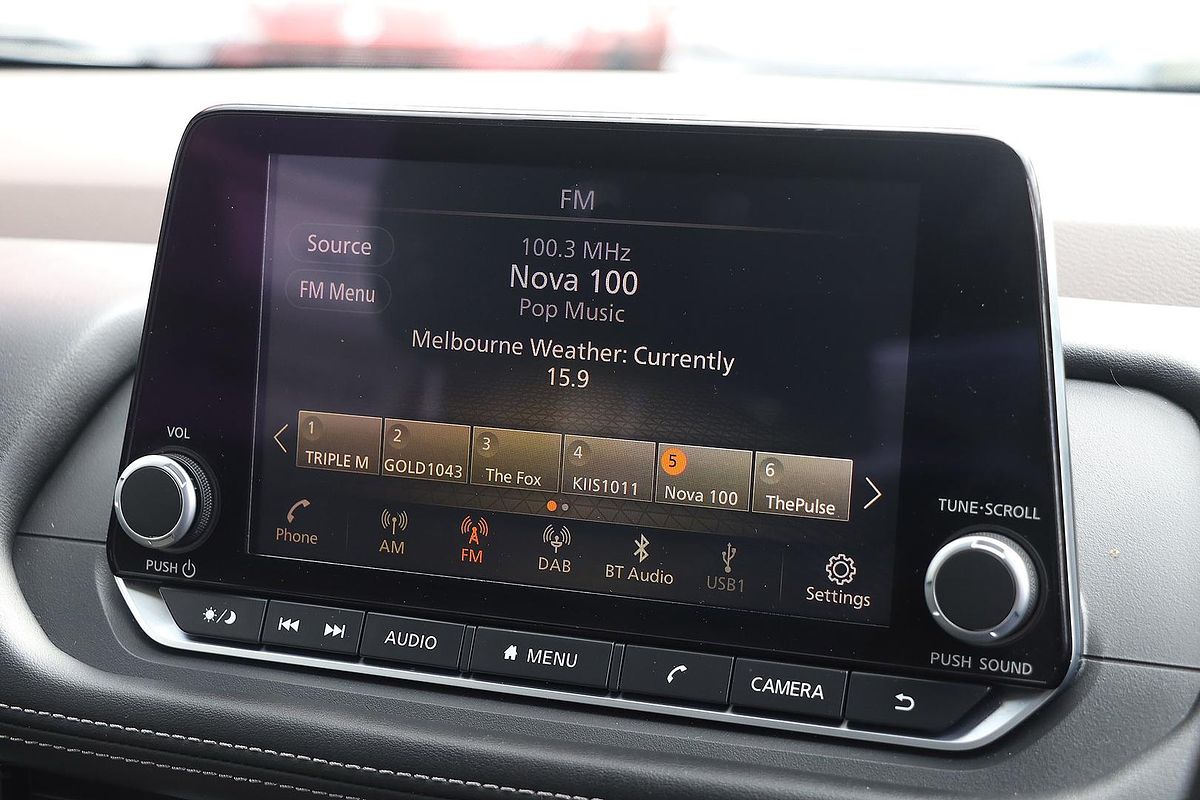 FM
Source
FM Menu
100.3 MHz
Nova 100
Pop Music
Melbourne Weather: Currently
15.9
1
TRIPLE M
2
GOLD1043
3
The Fox
4
KIIS1011
5
Nova 100
6
ThePulse
Phone
AM
FM
DAB
BT Audio
USB1
Settings
VOL
PUSH
TUNE·SCROLL
PUSH SOUND
AUDIO
MENU
CAMERA